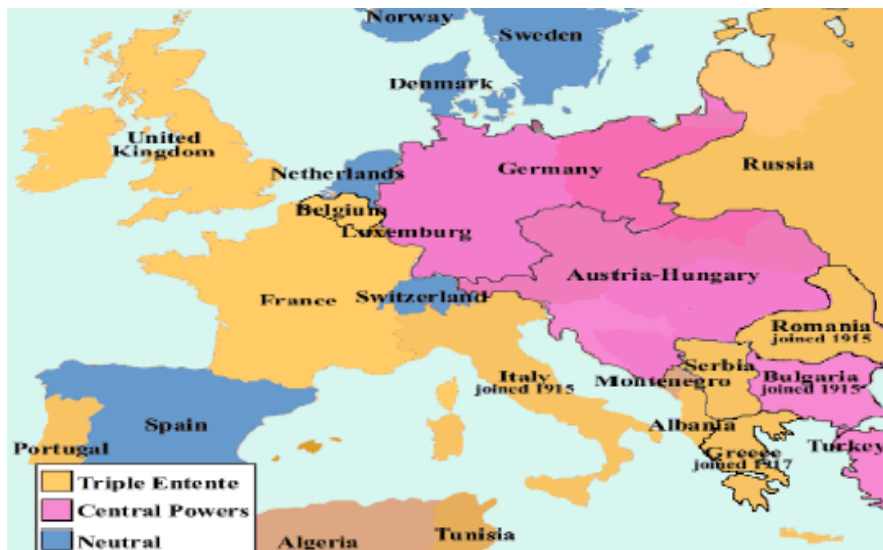 Norway
Sweden
Denmark
United
Kingdom
Netherlands
Germany
Russia
Belgium
Luxemburg
Austria-Hungary
France
Switzerland
Romania
joined 1915
Serbia
Italy
joined 1915
Montenegro
Bulgaria
joined 1915
Albania
Spain
Portugal
Greece
joined 1917
Turkey
Triple Entente
Central Powers
Neutral
Algeria
Tunisia